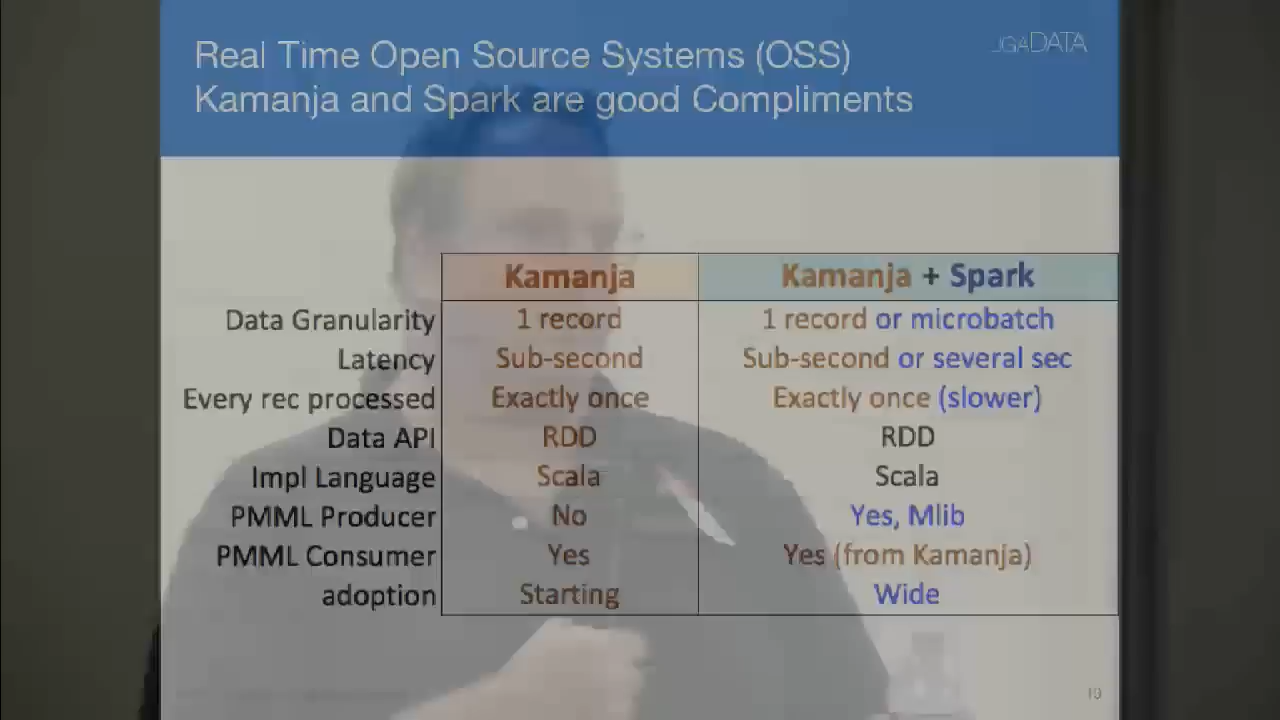 Real Time Open Source Systems (OSS)
Kamanja and Spark are good Compliments
LIGADATA
Kamanja Kamanja + Spark
Data Granularity 1 record 1 record or microbatch
Latency Sub-second Sub-second or several sec
Every rec processed Exactly once Exactly once (slower)
Data API RDD RDD
Impl Language Scala Scala
PMML Producer No Yes, Mlib
PMML Consumer Yes Yes (from Kamanja)
adoption Starting Wide
19